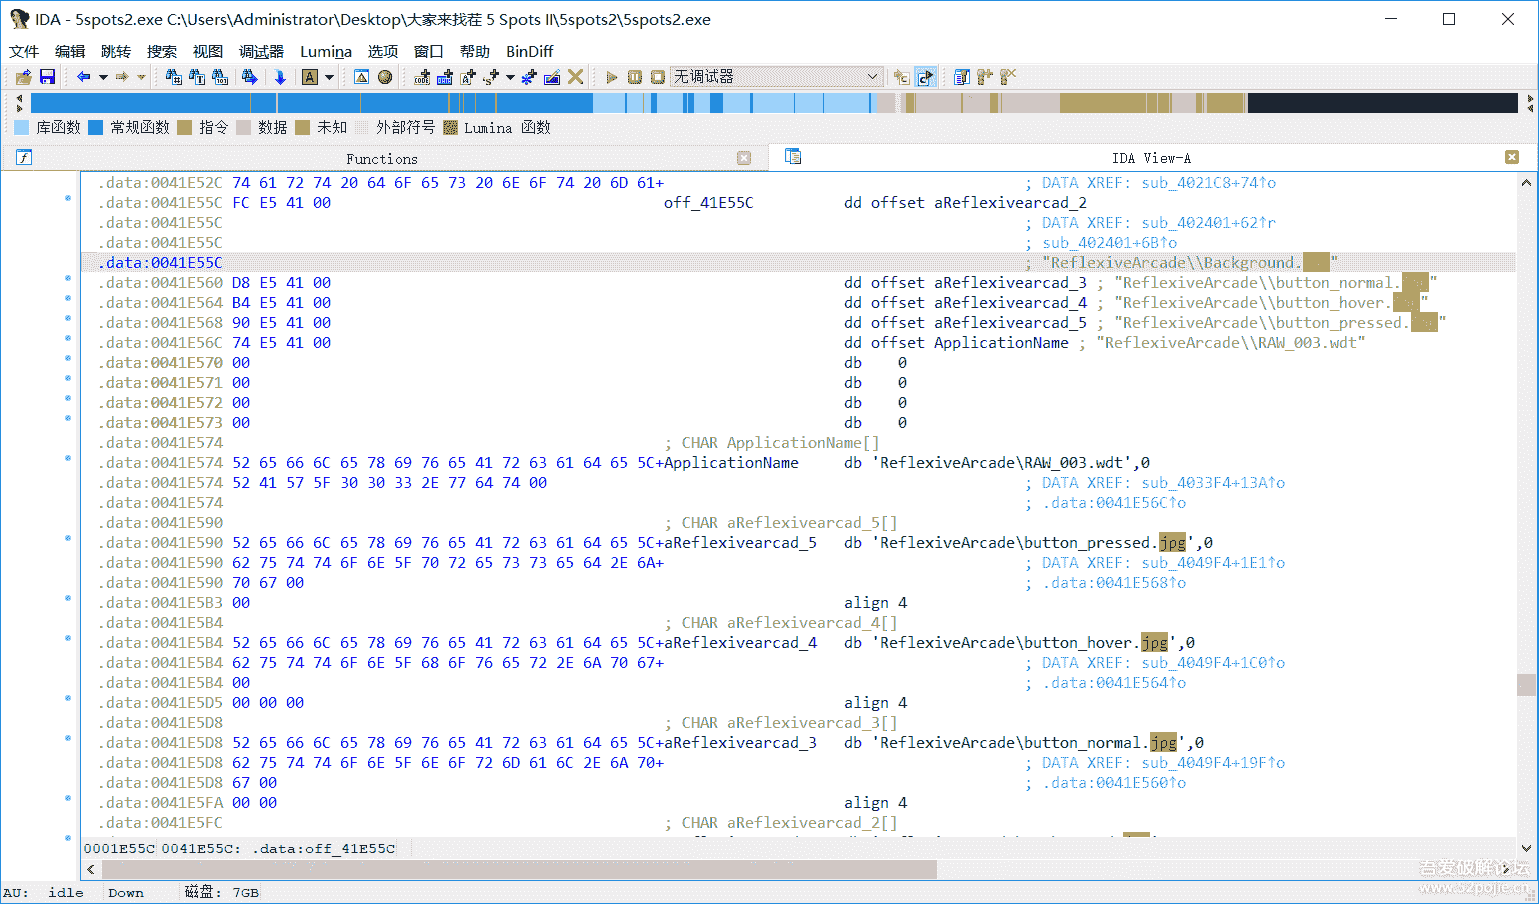 IDA - 5spots2.exe C:\Users\Administrator\Desktop\大家来找茬 5 Spots II\5spots2\5spots2.exe
文件 编辑 跳转 搜索 视图 调试器 Lumina 选项 窗口 帮助 BinDiff
无调试器
库函数 常规函数 指令 数据 未知 外部符号 Lumina 函数
Functions IDA View-A
.data:0041E52C 74 61 72 74 20 64 6F 65 73 20 6E 6F 74 20 6D 61+ ; DATA XREF: sub_4021C8+74↑o
.data:0041E55C FC E5 41 00 off_41E55C dd offset aReflexivearcad_2
.data:0041E55C ; DATA XREF: sub_402401+62↑r
.data:0041E55C ; sub_402401+6B↑o
.data:0041E55C ; "ReflexiveArcade\\Background. "
.data:0041E560 D8 E5 41 00 dd offset aReflexivearcad_3 ; "ReflexiveArcade\\button_normal. "
.data:0041E564 B4 E5 41 00 dd offset aReflexivearcad_4 ; "ReflexiveArcade\\button_hover. "
.data:0041E568 90 E5 41 00 dd offset aReflexivearcad_5 ; "ReflexiveArcade\\button_pressed. "
.data:0041E56C 74 E5 41 00 dd offset ApplicationName ; "ReflexiveArcade\\RAW_003.wdt"
.data:0041E570 00 db 0
.data:0041E571 00 db 0
.data:0041E572 00 db 0
.data:0041E573 00 db 0
.data:0041E574 ; CHAR ApplicationName[]
.data:0041E574 52 65 66 6C 65 78 69 76 65 41 72 63 61 64 65 5C+ApplicationName db 'ReflexiveArcade\RAW_003.wdt',0
.data:0041E574 52 41 57 5F 30 30 33 2E 77 64 74 00 ; DATA XREF: sub_4033F4+13A↑o
.data:0041E574 ; .data:0041E56C↑o
.data:0041E590 ; CHAR aReflexivearcad_5[]
.data:0041E590 52 65 66 6C 65 78 69 76 65 41 72 63 61 64 65 5C+aReflexivearcad_5 db 'ReflexiveArcade\button_pressed.jpg',0
.data:0041E590 62 75 74 74 6F 6E 5F 70 72 65 73 73 65 64 2E 6A+ ; DATA XREF: sub_4049F4+1E1↑o
.data:0041E590 70 67 00 ; .data:0041E568↑o
.data:0041E5B3 00 align 4
.data:0041E5B4 ; CHAR aReflexivearcad_4[]
.data:0041E5B4 52 65 66 6C 65 78 69 76 65 41 72 63 61 64 65 5C+aReflexivearcad_4 db 'ReflexiveArcade\button_hover.jpg',0
.data:0041E5B4 62 75 74 74 6F 6E 5F 68 6F 76 65 72 2E 6A 70 67+ ; DATA XREF: sub_4049F4+1C0↑o
.data:0041E5B4 00 ; .data:0041E564↑o
.data:0041E5D5 00 00 00 align 4
.data:0041E5D8 ; CHAR aReflexivearcad_3[]
.data:0041E5D8 52 65 66 6C 65 78 69 76 65 41 72 63 61 64 65 5C+aReflexivearcad_3 db 'ReflexiveArcade\button_normal.jpg',0
.data:0041E5D8 62 75 74 74 6F 6E 5F 6E 6F 72 6D 61 6C 2E 6A 70+ ; DATA XREF: sub_4049F4+19F↑o
.data:0041E5D8 67 00 ; .data:0041E560↑o
.data:0041E5FA 00 00 align 4
.data:0041E5FC ; CHAR aReflexivearcad_2[]
0001E55C 0041E55C: .data:off_41E55C
AU: idle Down 磁盘: 7GB
吾爱破解论坛
www.52pojie.cn